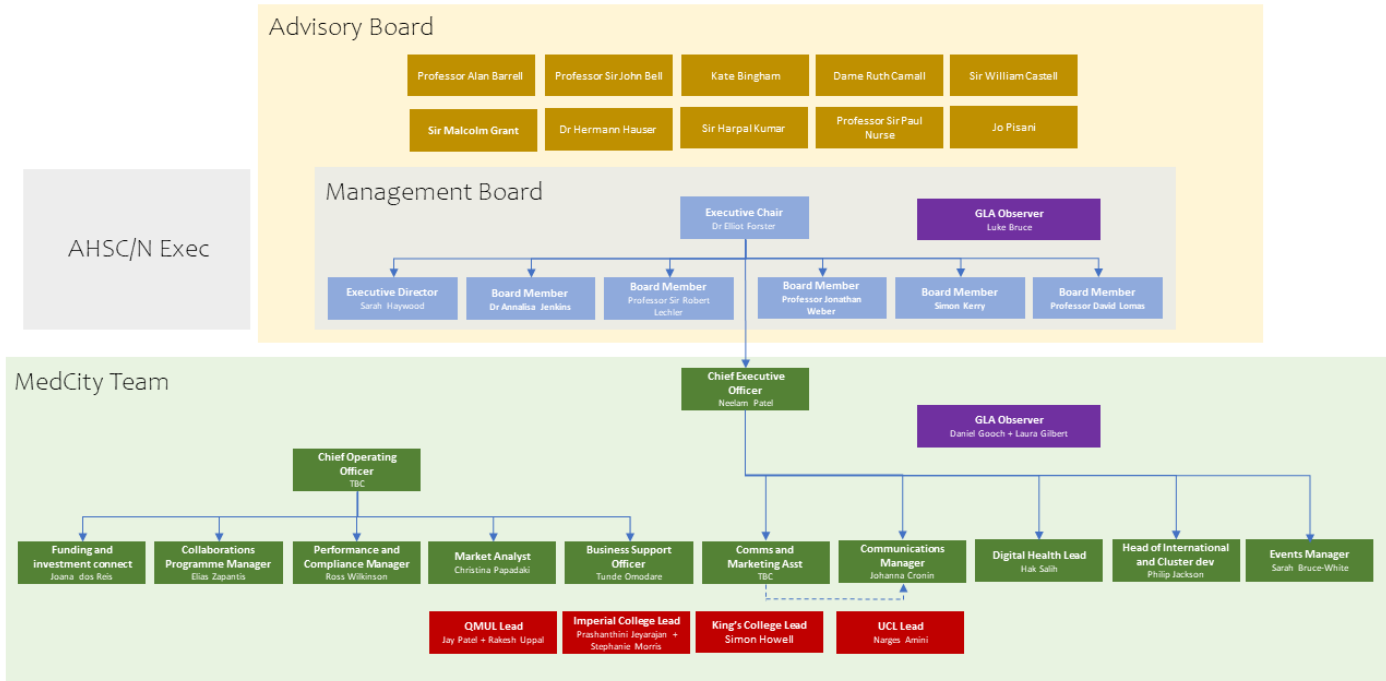 Advisory Board
Professor Alan Barrell
Professor Sir John Bell
Kate Bingham
Dame Ruth Carnall
Sir William Castell
Sir Malcolm Grant
Dr Hermann Hauser
Sir Harpal Kumar
Professor Sir Paul
Nurse
Jo Pisani
AHSC/N Exec
Management Board
Executive Chair
Dr Elliot Forster
GLA Observer
Luke Bruce
Executive Director
Sarah Haywood
Board Member
Dr Annalisa Jenkins
Board Member
Professor Sir Robert
Lechler
Board Member
Professor Jonathan
Weber
Board Member
Simon Kerry
Board Member
Professor David Lomas
MedCity Team
Chief Executive
Officer
Neelam Patel
GLA Observer
Daniel Gooch + Laura Gilbert
Chief Operating
Officer
TBC
Funding and
investment connect
Joana dos Reis
Collaborations
Programme Manager
Elias Zapantis
Performance and
Compliance Manager
Ross Wilkinson
Market Analyst
Christina Papadaki
Business Support
Officer
Tunde Omodare
Comms and
Marketing Asst
TBC
Communications
Manager
Johanna Cronin
Digital Health Lead
Hak Salih
Head of International
and Cluster dev
Philip Jackson
Events Manager
Sarah Bruce-White
QMUL Lead
Jay Patel + Rakesh Uppal
Imperial College Lead
Prashanthini Jeyarajan +
Stephanie Morris
King's College Lead
Simon Howell
UCL Lead
Narges Amini